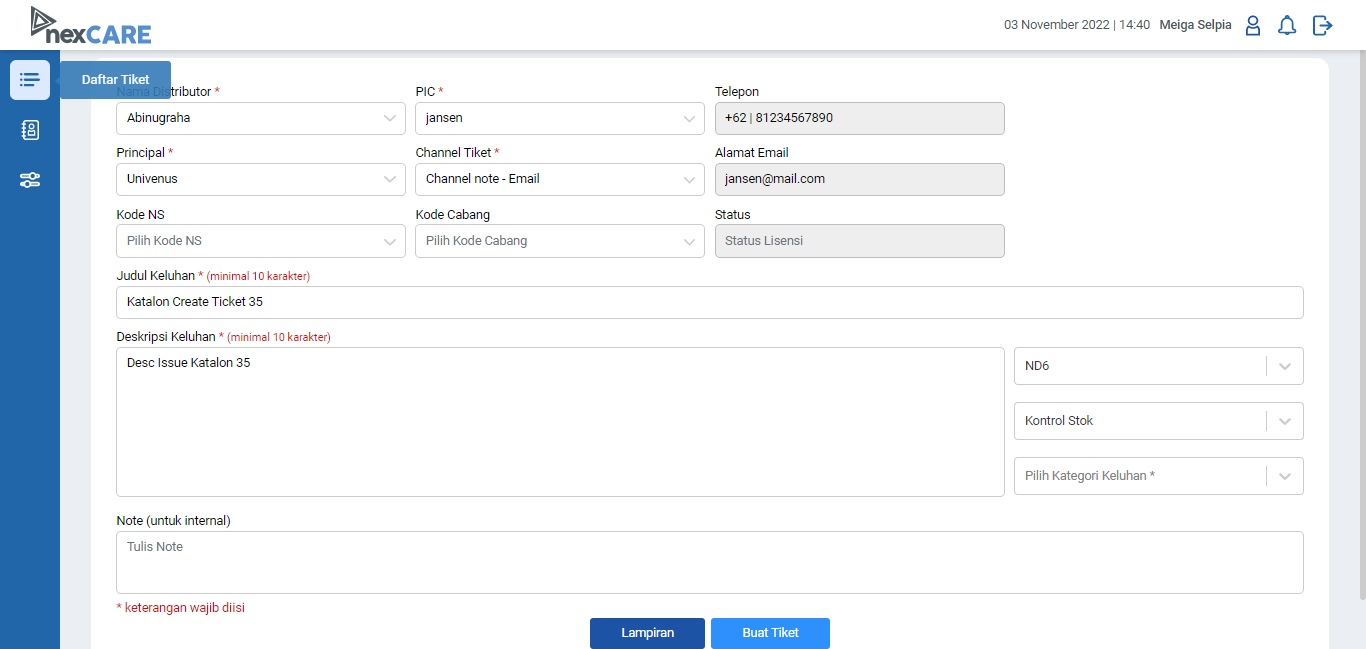 nexCARE
03 November 2022 | 14:40 Meiga Selpia
Daftar Tiket
Nama Distributor *
PIC *
Telepon
Abinugraha
jansen
+62 | 81234567890
Principal *
Channel Tiket *
Alamat Email
Univenus
Channel note - Email
jansen@mail.com
Kode NS
Kode Cabang
Status
Pilih Kode NS
Pilih Kode Cabang
Status Lisensi
Judul Keluhan * (minimal 10 karakter)
Katalon Create Ticket 35
Deskripsi Keluhan * (minimal 10 karakter)
Desc Issue Katalon 35
ND6
Kontrol Stok
Pilih Kategori Keluhan *
Note (untuk internal)
Tulis Note
* keterangan wajib diisi
Lampiran
Buat Tiket